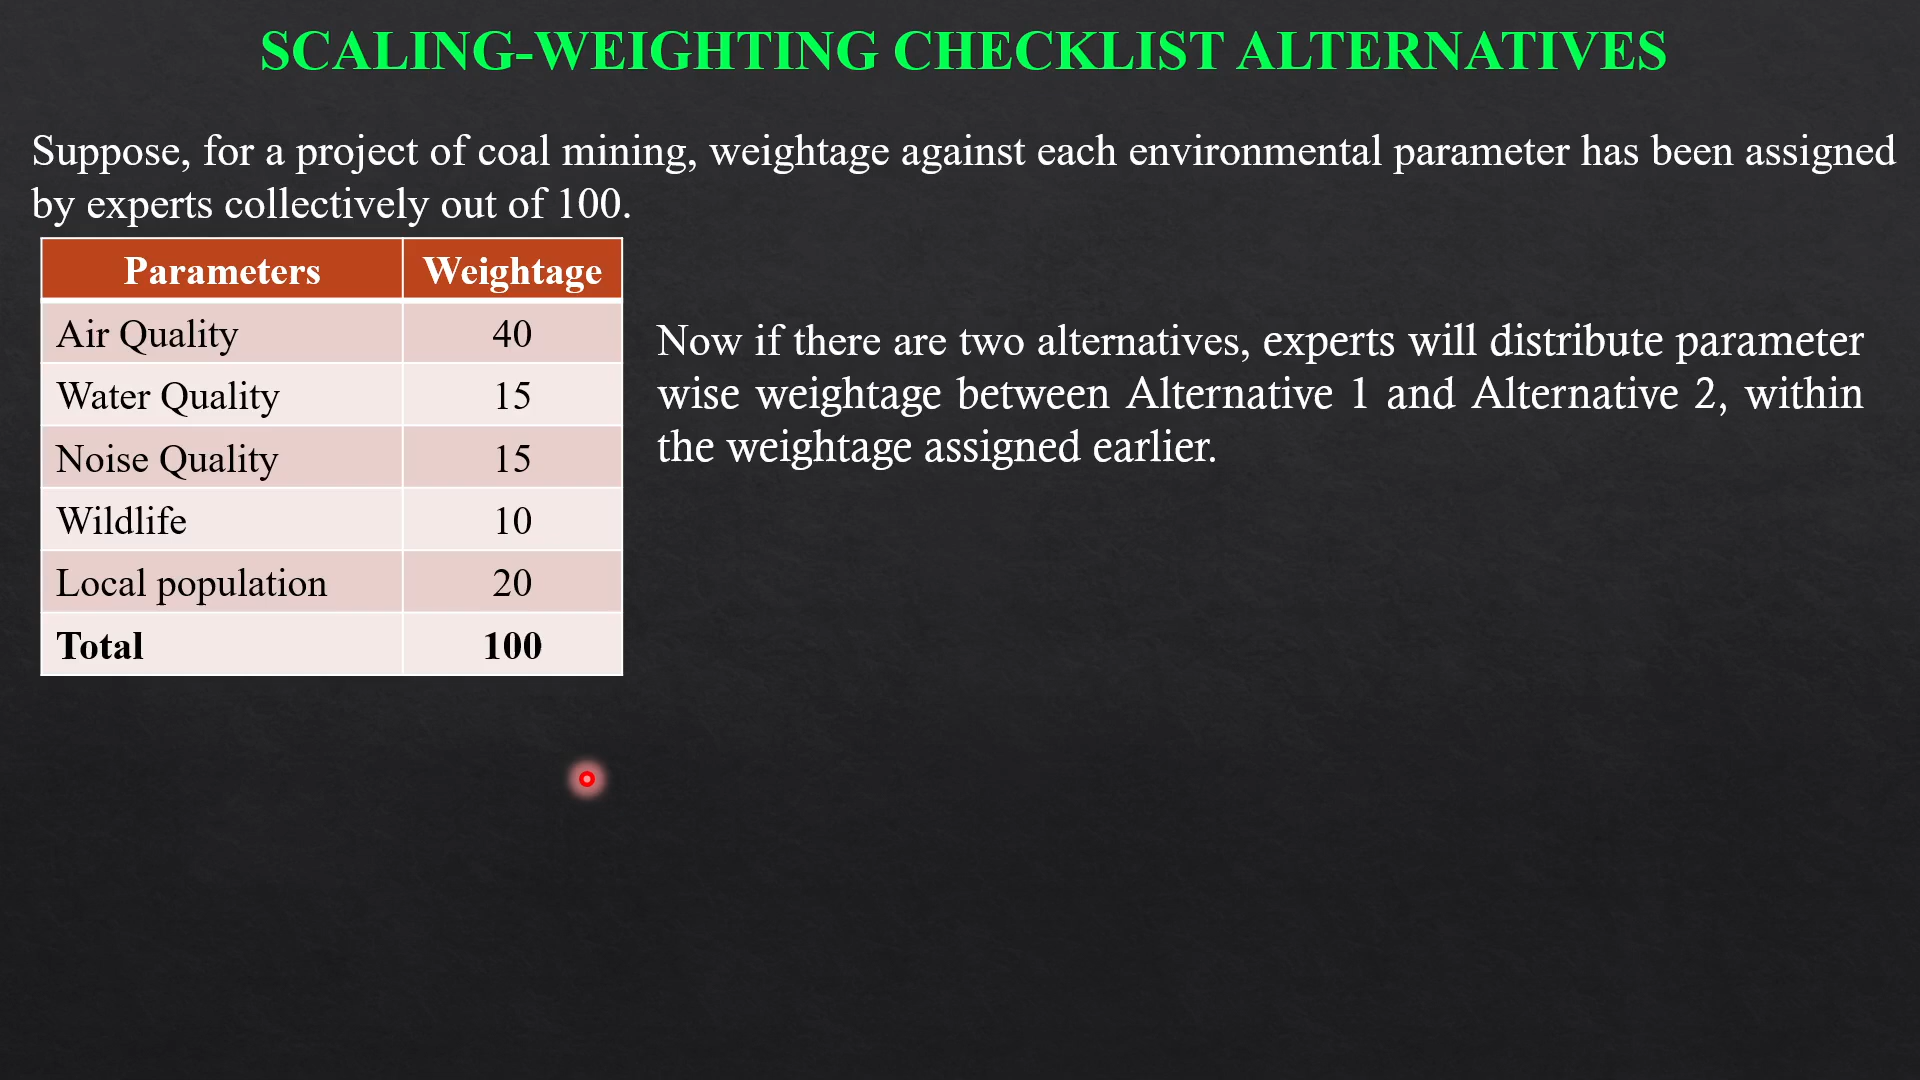 SCALING-WEIGHTING CHECKLIST ALTERNATIVES
Suppose, for a project of coal mining, weightage against each environmental parameter has been assigned
by experts collectively out of 100.
Parameters Weightage
Air Quality 40
Water Quality 15
Noise Quality 15
Wildlife 10
Local population 20
Total 100
Now if there are two alternatives, experts will distribute parameter
wise weightage between Alternative 1 and Alternative 2, within
the weightage assigned earlier.